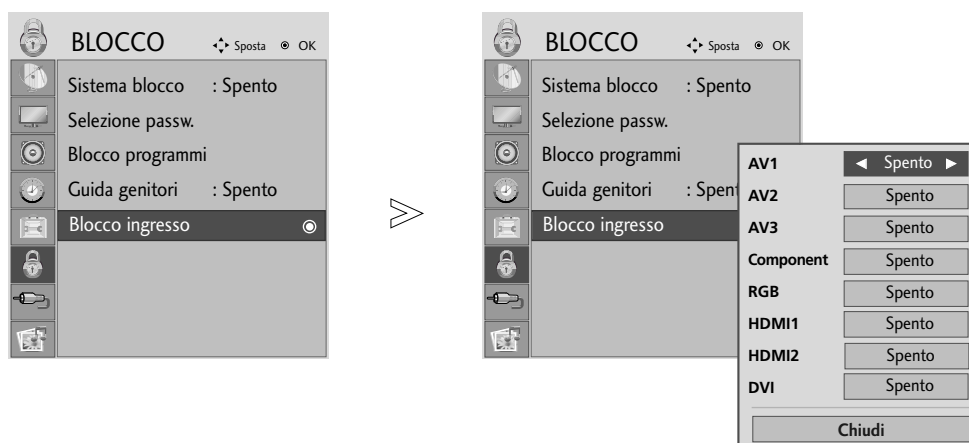 BLOCCO Sposta OK
Sistema blocco : Spento
Selezione passw.
Blocco programmi
Guida genitori : Spento
Blocco ingresso
BLOCCO Sposta OK
Sistema blocco : Spento
Selezione passw.
Blocco programmi
Guida genitori : Spent
Blocco ingresso
AV1 ◄ Spento ►
AV2 Spento
AV3 Spento
Component Spento
RGB Spento
HDMI1 Spento
HDMI2 Spento
DVI Spento
Chiudi